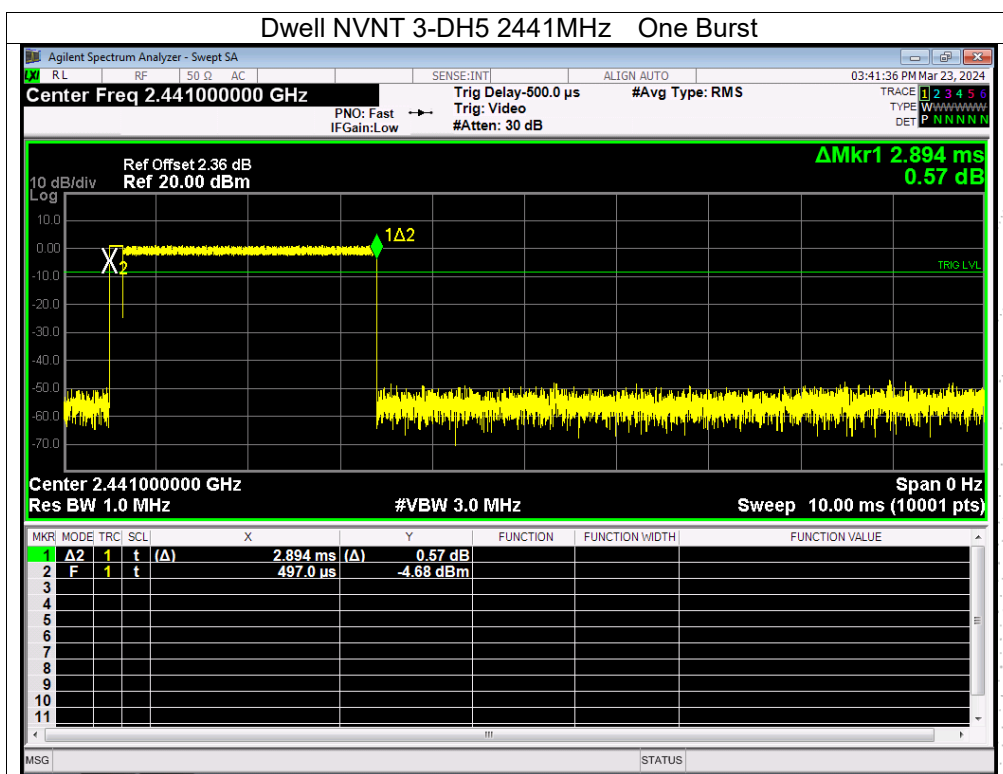 Dwell NVNT 3-DH5 2441MHz One Burst
Agilent Spectrum Analyzer - Swept SA
LXI RL RF 50 Ω AC SENSE:INT ALIGN AUTO 03:41:36 PM Mar 23, 2024
Center Freq 2.441000000 GHz
PNO: Fast
IFGain:Low
Trig Delay-500.0 µs
Trig: Video
#Atten: 30 dB
#Avg Type: RMS
TRACE 1 2 3 4 5 6
TYPE WWWWWWW
DET P N N N N N
ΔMkr1 2.894 ms
0.57 dB
Ref Offset 2.36 dB
10 dB/div Ref 20.00 dBm
Log
10.0
0.00
-10.0
-20.0
-30.0
-40.0
-50.0
-60.0
-70.0
1Δ2
X2
TRIG LVL
Center 2.441000000 GHz Span 0 Hz
Res BW 1.0 MHz #VBW 3.0 MHz Sweep 10.00 ms (10001 pts)
MKR MODE TRC SCL X Y FUNCTION FUNCTION WIDTH FUNCTION VALUE
1 Δ2 1 t (Δ) 2.894 ms (Δ) 0.57 dB
2 F 1 t 497.0 µs -4.68 dBm
3
4
5
6
7
8
9
10
11
MSG STATUS